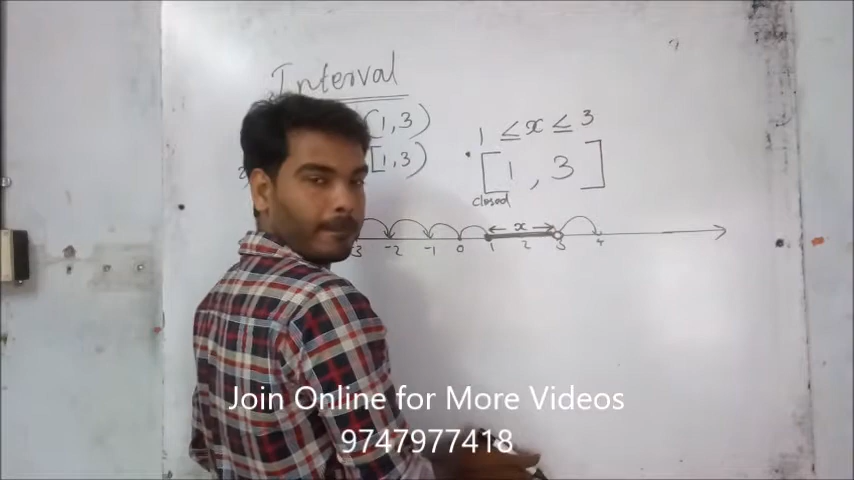 Interval
(1,3)
[1,3)
1 ≤ x ≤ 3
[1, 3]
closed
x
-2 -1 0 1 2 3 4
Join Online for More Videos
9747977418